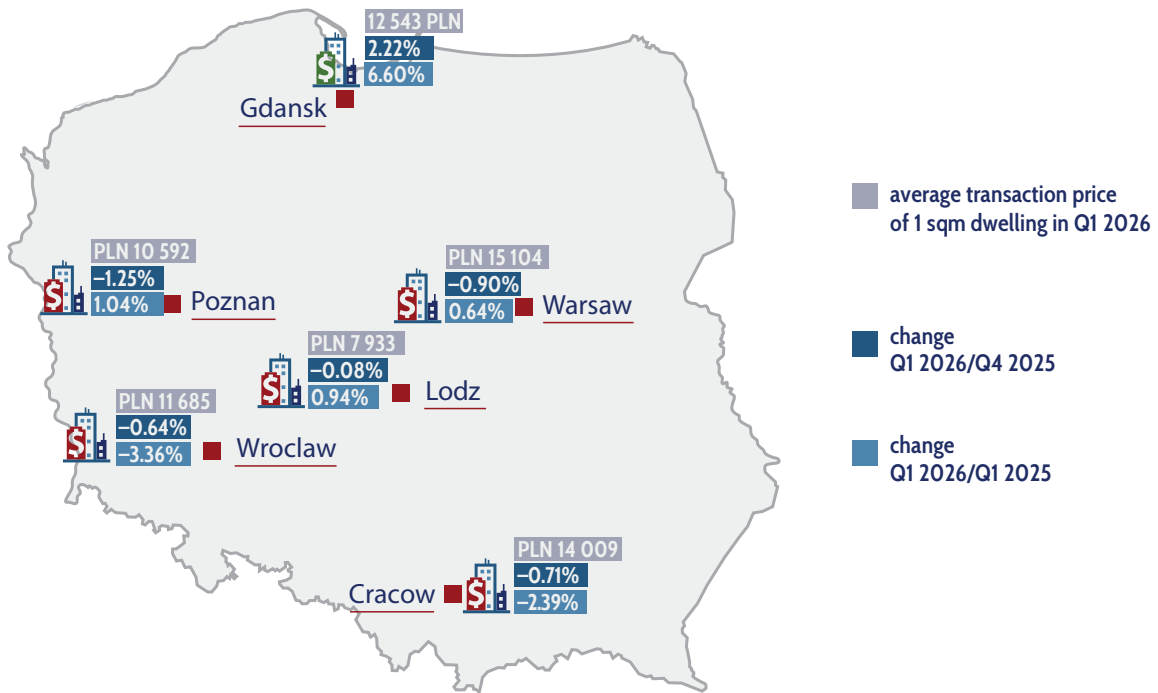 12 543 PLN
2.22%
6.60%
Gdansk
PLN 10 592
–1.25%
1.04%
Poznan
PLN 15 104
–0.90%
0.64%
Warsaw
PLN 7 933
–0.08%
0.94%
Lodz
PLN 11 685
–0.64%
–3.36%
Wroclaw
PLN 14 009
–0.71%
–2.39%
Cracow
average transaction price
of 1 sqm dwelling in Q1 2026
change
Q1 2026/Q4 2025
change
Q1 2026/Q1 2025